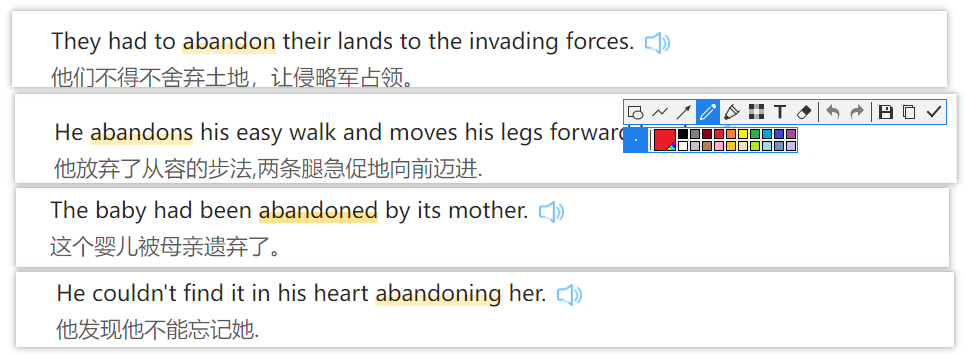 They had to abandon their lands to the invading forces.
他们不得不舍弃土地，让侵略军占领。
He abandons his easy walk and moves his legs forward
他放弃了从容的步法,两条腿急促地向前迈进.
The baby had been abandoned by its mother.
这个婴儿被母亲遗弃了。
He couldn't find it in his heart abandoning her.
他发现他不能忘记她.